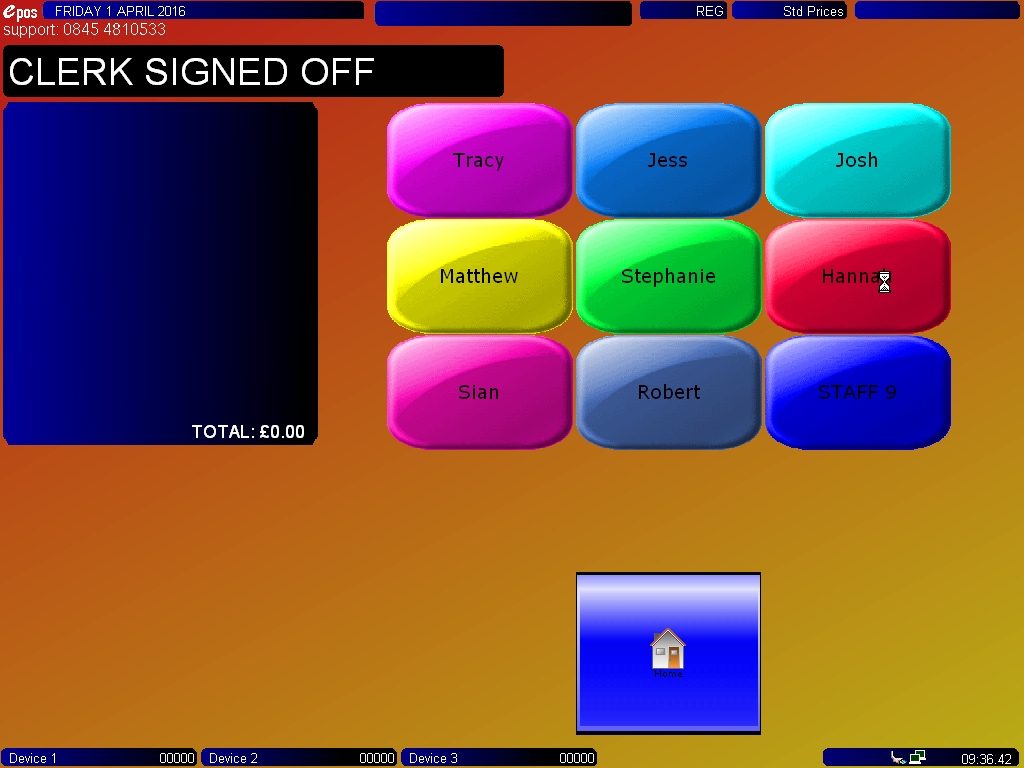 epos FRIDAY 1 APRIL 2016 REG Std Prices
support: 0845 4810533
CLERK SIGNED OFF
Tracy Jess Josh
Matthew Stephanie
Sian Robert STAFF 9
TOTAL: £0.00
Home
Device 1 00000 Device 2 00000 Device 3 00000 09:36.42